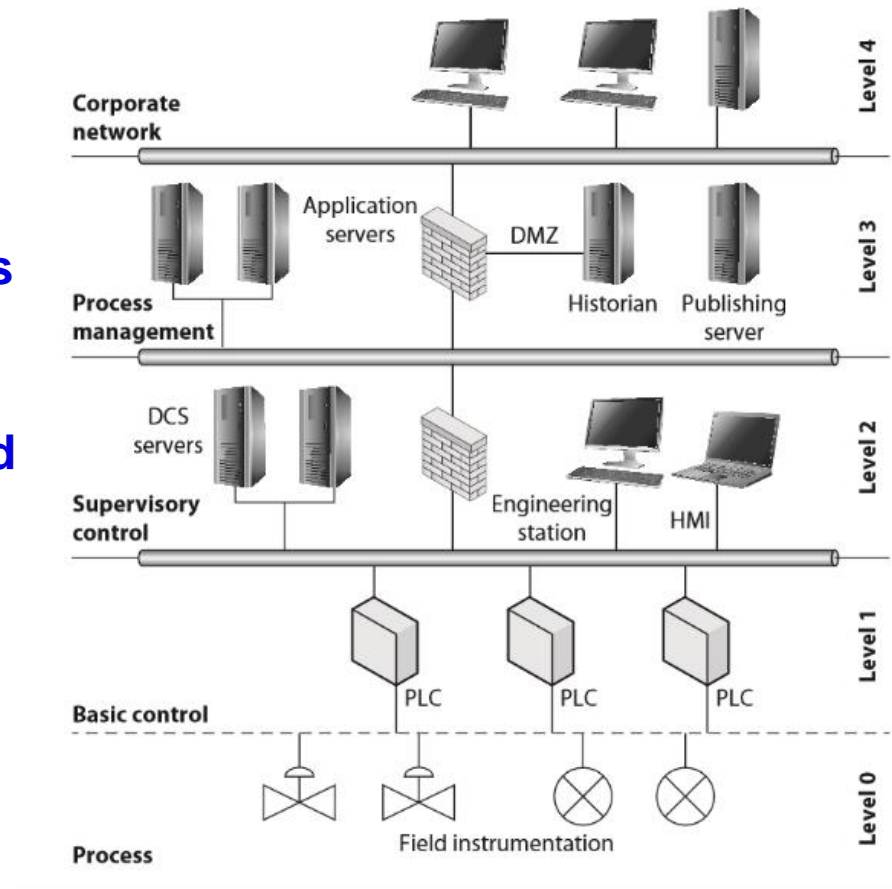 Level 4
Corporate
network
Application
servers
DMZ
Level 3
s
Historian
Publishing
server
Process
management
DCS
servers
Level 2
d
Engineering
station
HMI
Supervisory
control
Level 1
PLC
PLC
PLC
Basic control
Level 0
Field instrumentation
Process